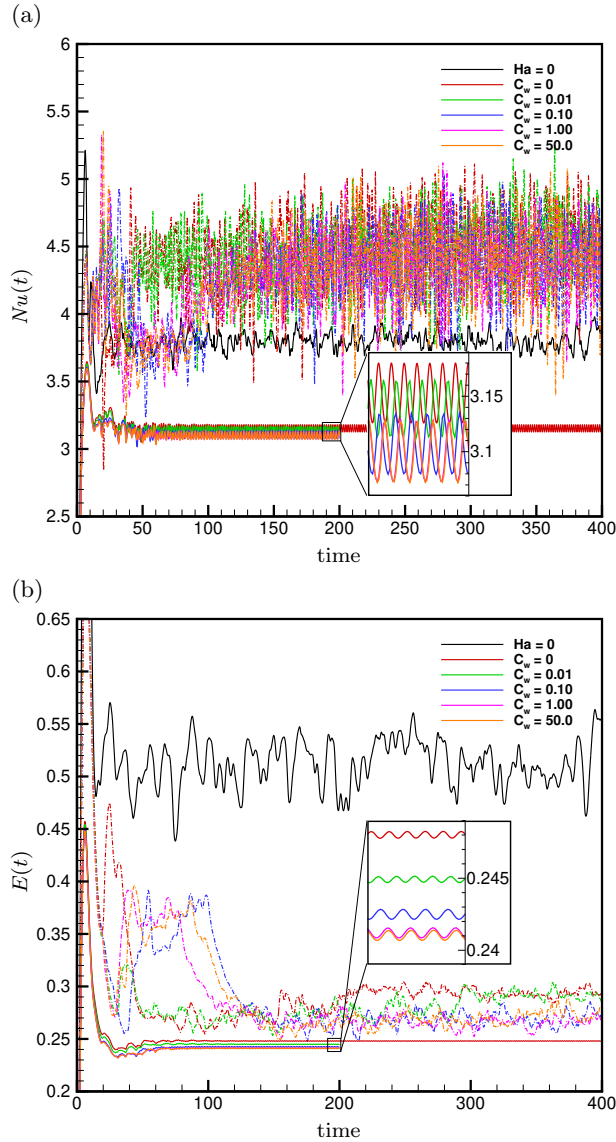 (a)
6
5.5
5
4.5
4
3.5
3
2.5
Nu(t)
Ha = 0
C_w = 0
C_w = 0.01
C_w = 0.10
C_w = 1.00
C_w = 50.0
3.15
3.1
0 50 100 150 200 250 300 350 400
time
(b)
0.65
0.6
0.55
0.5
0.45
0.4
0.35
0.3
0.25
0.2
E(t)
Ha = 0
C_w = 0
C_w = 0.01
C_w = 0.10
C_w = 1.00
C_w = 50.0
0.245
0.24
0 100 200 300 400
time